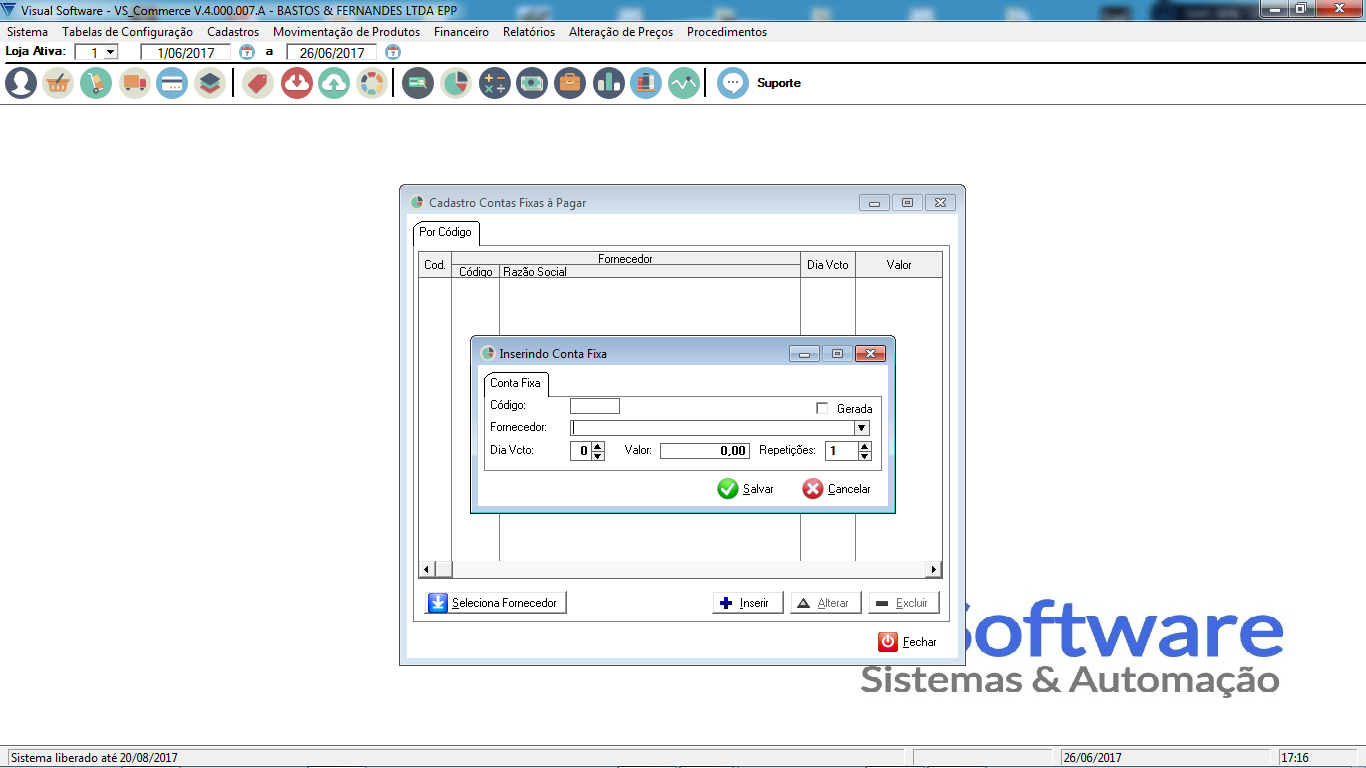 Visual Software - VS_Commerce V.4.000.007.A - BASTOS & FERNANDES LTDA EPP
Sistema Tabelas de Configuração Cadastros Movimentação de Produtos Financeiro Relatórios Alteração de Preços Procedimentos
Loja Ativa: 1 1/06/2017 7 a 26/06/2017 7
Suporte
Cadastro Contas Fixas à Pagar
Por Código
Cod. Fornecedor Dia Vcto Valor
Código Razão Social
Inserindo Conta Fixa
Conta Fixa
Código: Gerada
Fornecedor:
Dia Vcto: 0 Valor: 0,00 Repetições: 1
Salvar Cancelar
Seleciona Fornecedor Inserir Alterar Excluir
Fechar
Software
Sistemas & Automação
Sistema liberado até 20/08/2017 26/06/2017 17:16